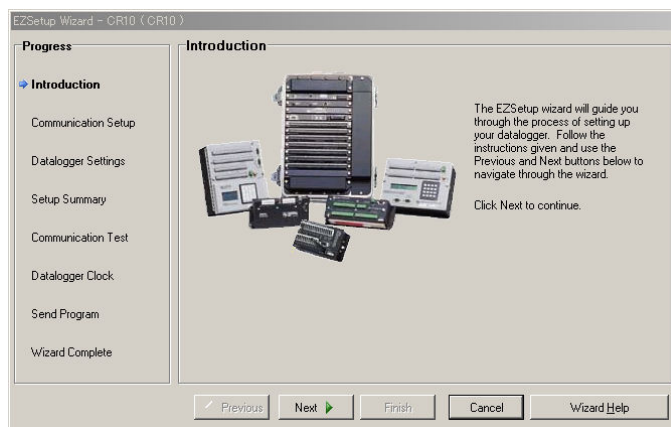 EZSetup Wizard - CR10 ( CR10 )
Progress
Introduction
Communication Setup
Datalogger Settings
Setup Summary
Communication Test
Datalogger Clock
Send Program
Wizard Complete
Introduction
The EZSetup wizard will guide you
through the process of setting up
your datalogger. Follow the
instructions given and use the
Previous and Next buttons below to
navigate through the wizard.
Click Next to continue.
Previous
Next
Finish
Cancel
Wizard Help